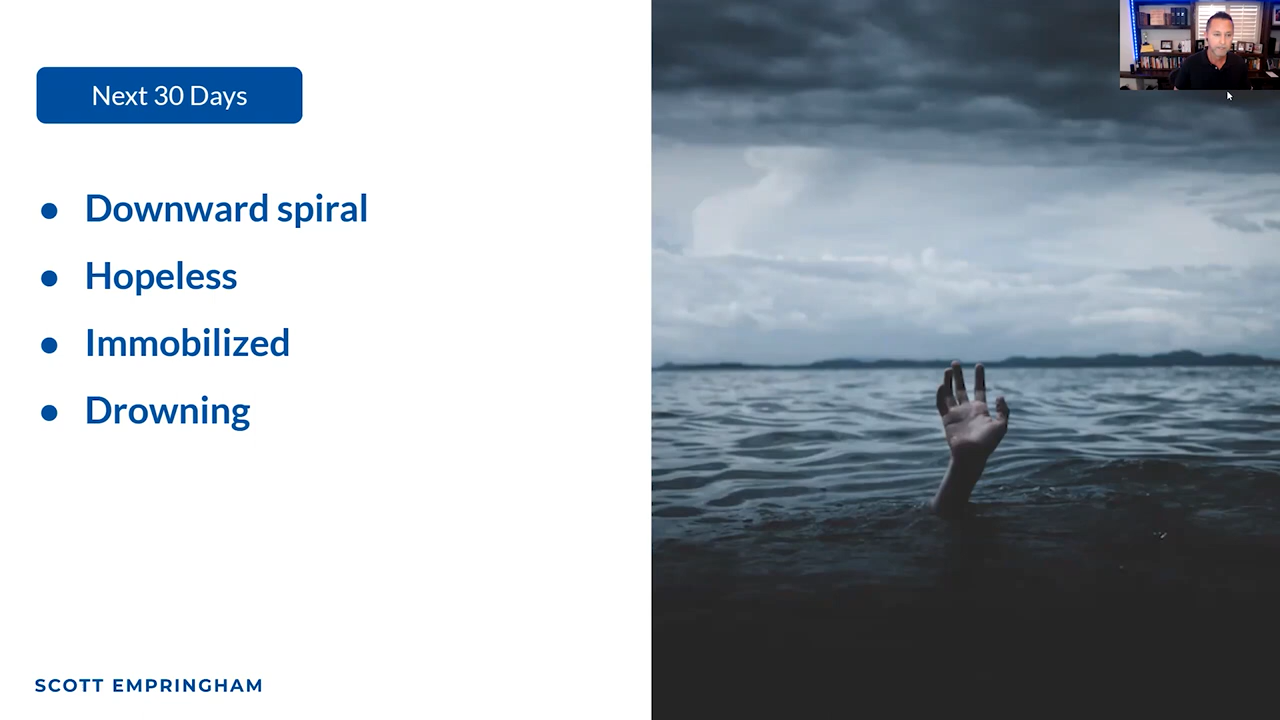 Next 30 Days
● Downward spiral
● Hopeless
● Immobilized
● Drowning
SCOTT EMPRINGHAM